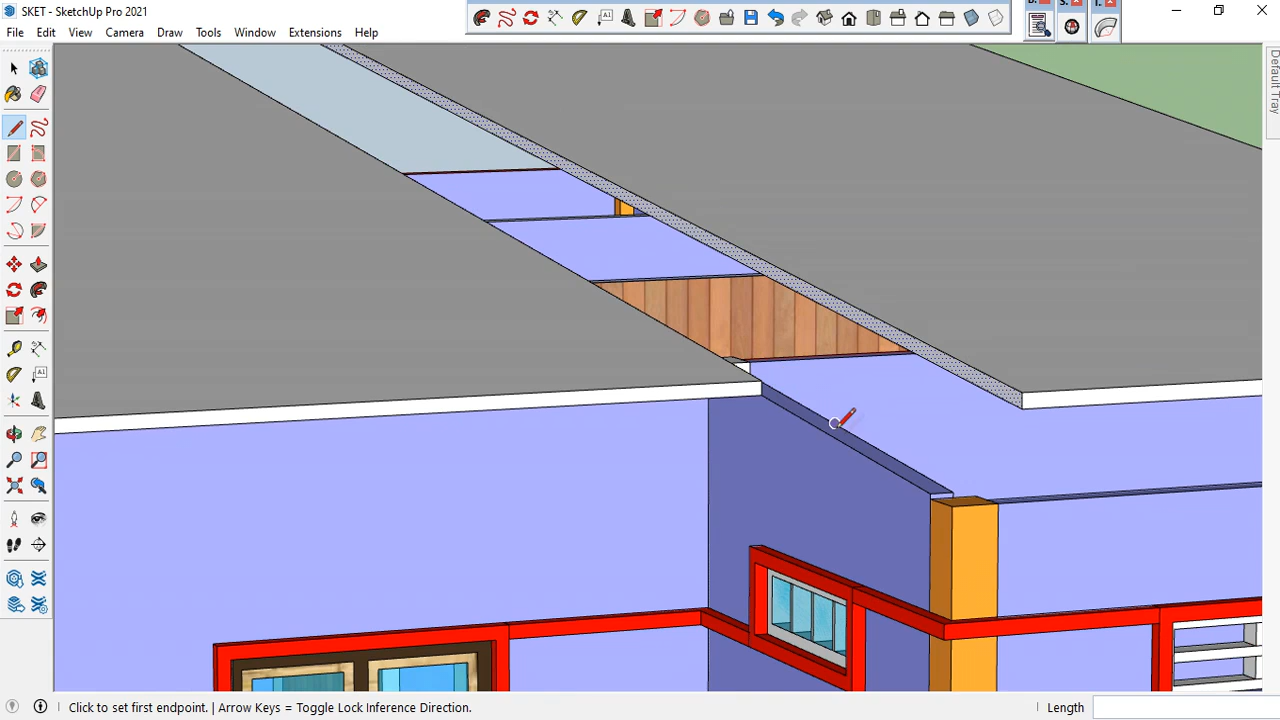 SKET - SketchUp Pro 2021
File Edit View Camera Draw Tools Window Extensions Help
Default Tray
Click to set first endpoint. | Arrow Keys = Toggle Lock Inference Direction.
Length